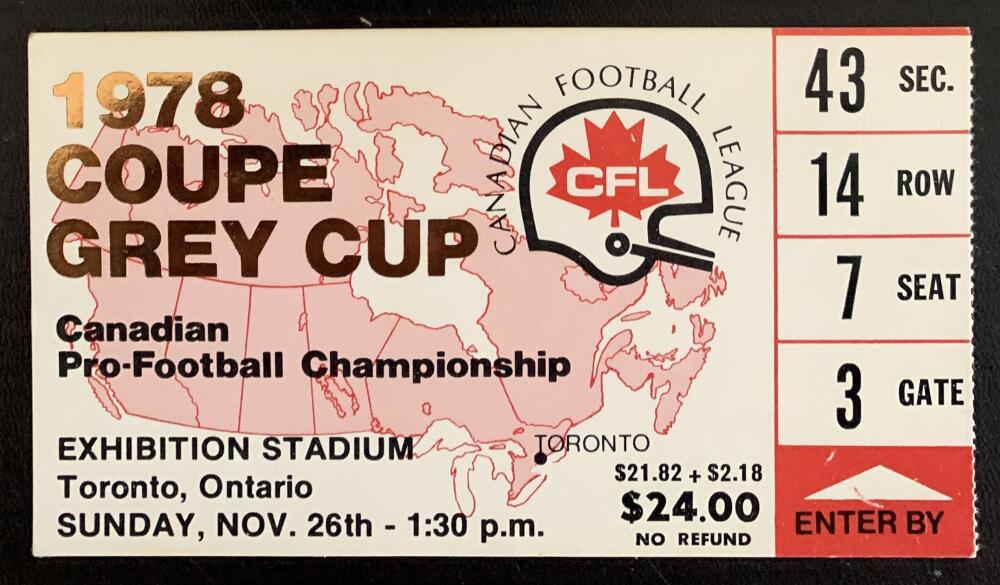 1978
COUPE
GREY CUP
CANADIAN FOOTBALL LEAGUE
CFL
Canadian
Pro-Football Championship
EXHIBITION STADIUM
Toronto, Ontario
SUNDAY, NOV. 26th - 1:30 p.m.
TORONTO
$21.82 + $2.18
$24.00
NO REFUND
43 SEC.
14 ROW
7 SEAT
3 GATE
ENTER BY